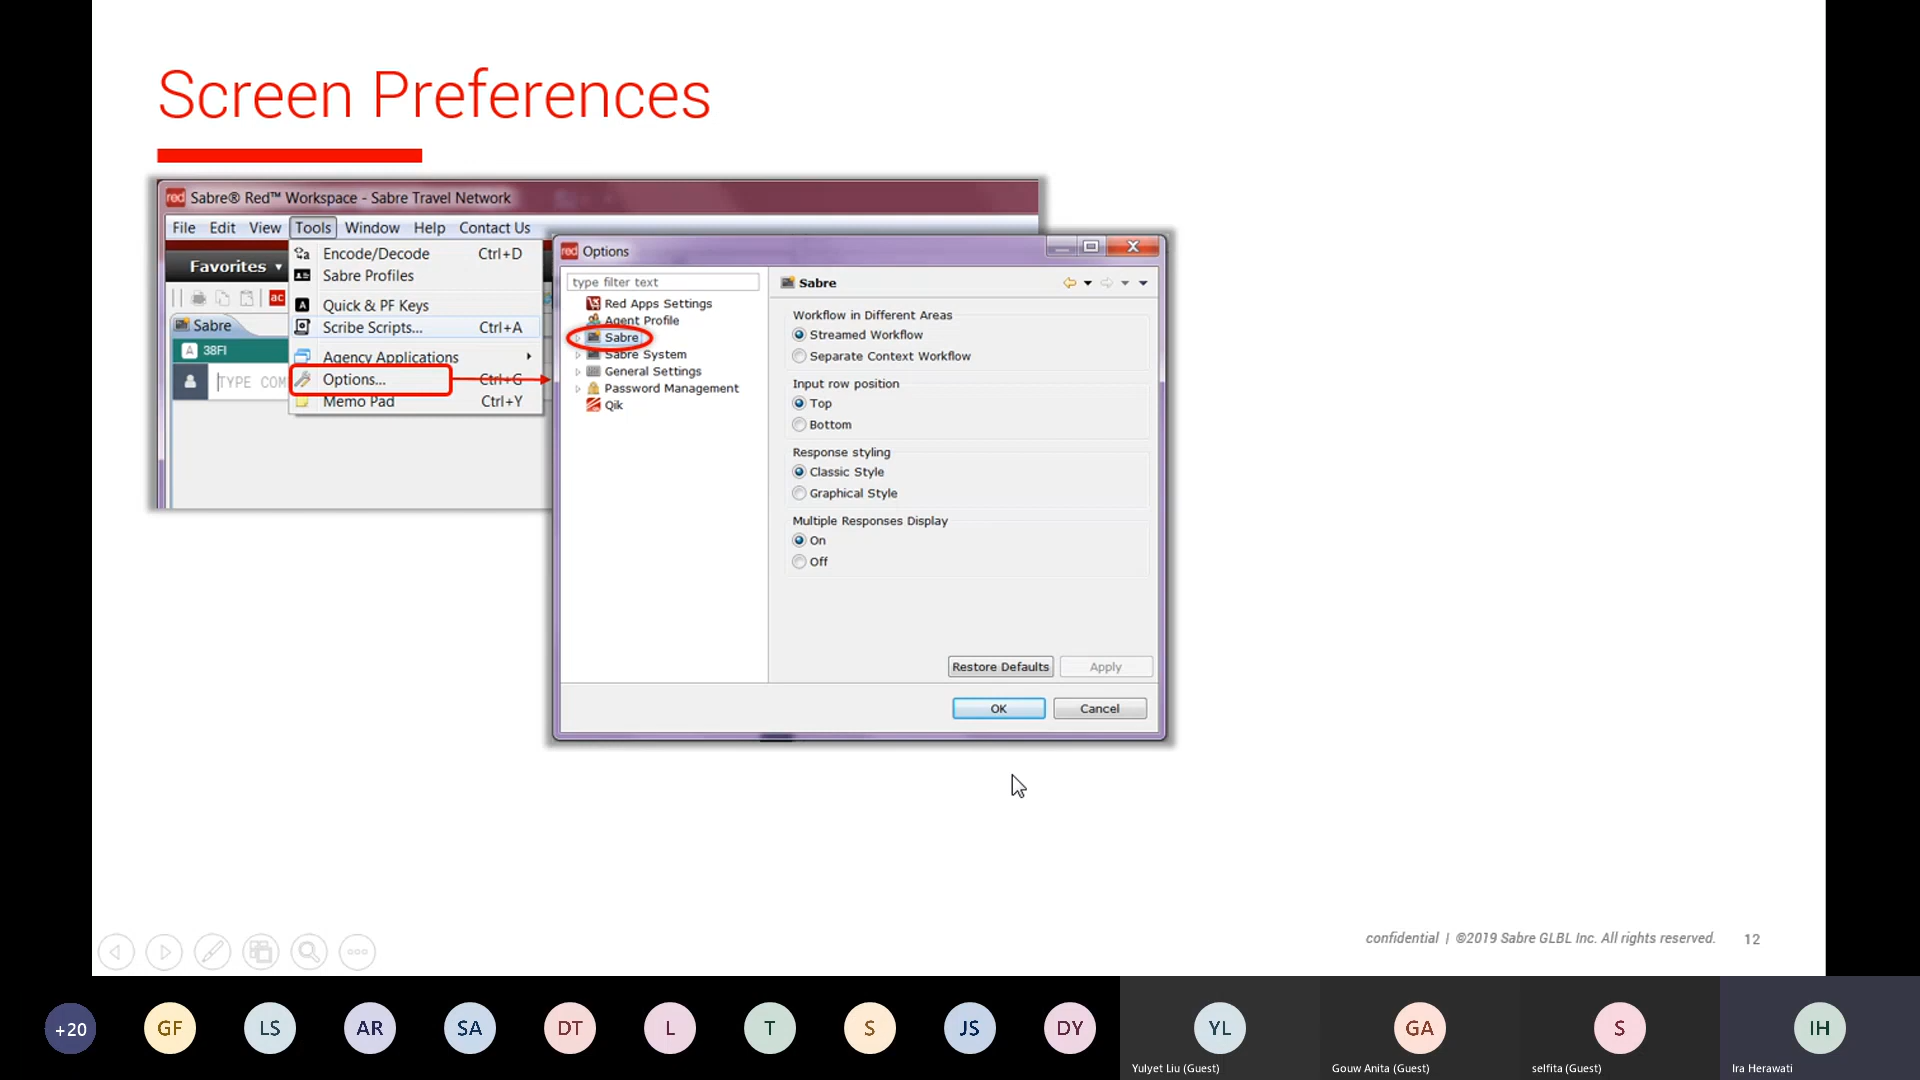 Screen Preferences
red Sabre® Red™ Workspace - Sabre Travel Network
File Edit View Tools Window Help Contact Us
Favorites
Encode/Decode Ctrl+D
Sabre Profiles
ac
Quick & PF Keys
Sabre
Scribe Scripts... Ctrl+A
A 38FI
Agency Applications
TYPE COM
Options... Ctrl+G
Memo Pad Ctrl+Y
red Options
type filter text
Red Apps Settings
Agent Profile
Sabre
Sabre System
General Settings
Password Management
Qik
Sabre
Workflow in Different Areas
Streamed Workflow
Separate Context Workflow
Input row position
Top
Bottom
Response styling
Classic Style
Graphical Style
Multiple Responses Display
On
Off
Restore Defaults Apply
OK Cancel
confidential | ©2019 Sabre GLBL Inc. All rights reserved. 12
+20 GF LS AR SA DT L T S JS DY YL GA S IH
Yulyet Liu (Guest) Gouw Anita (Guest) selfita (Guest) Ira Herawati